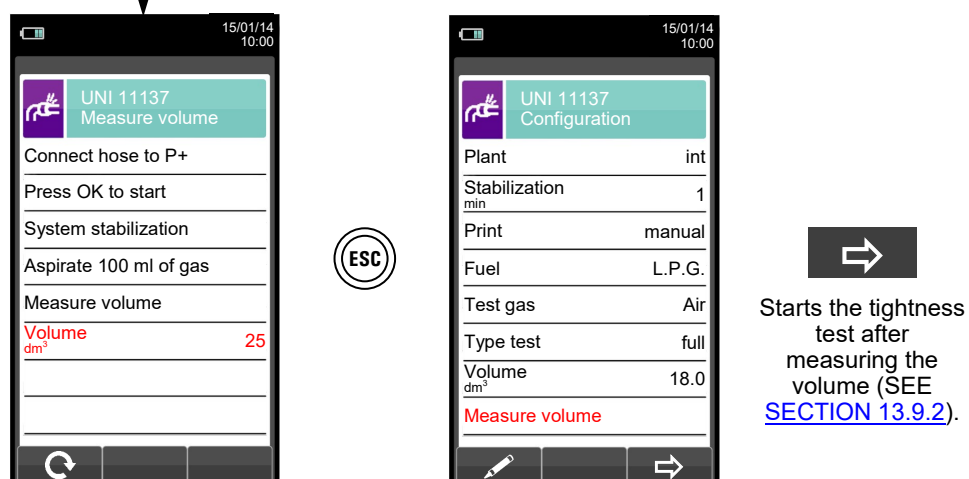 15/01/14
10:00
UNI 11137
Measure volume
Connect hose to P+
Press OK to start
System stabilization
Aspirate 100 ml of gas
Measure volume
Volume
dm³
25
ESC
15/01/14
10:00
UNI 11137
Configuration
Plant int
Stabilization
min
1
Print manual
Fuel L.P.G.
Test gas Air
Type test full
Volume
dm³
18.0
Measure volume
Starts the tightness
test after
measuring the
volume (SEE
SECTION 13.9.2).